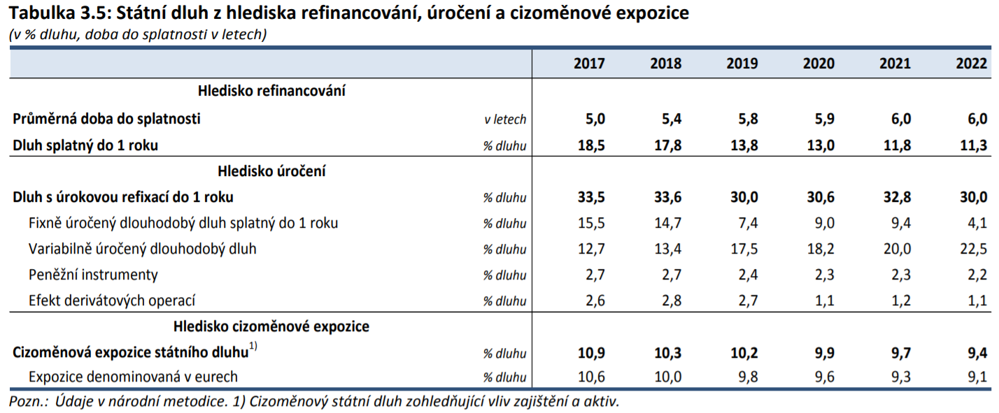 Tabulka 3.5: Státní dluh z hlediska refinancování, úročení a cizoměnové expozice
(v % dluhu, doba do splatnosti v letech)
2017 2018 2019 2020 2021 2022
Hledisko refinancování
Průměrná doba do splatnosti v letech 5,0 5,4 5,8 5,9 6,0 6,0
Dluh splatný do 1 roku % dluhu 18,5 17,8 13,8 13,0 11,8 11,3
Hledisko úročení
Dluh s úrokovou refixací do 1 roku % dluhu 33,5 33,6 30,0 30,6 32,8 30,0
Fixně úročený dlouhodobý dluh splatný do 1 roku % dluhu 15,5 14,7 7,4 9,0 9,4 4,1
Variabilně úročený dlouhodobý dluh % dluhu 12,7 13,4 17,5 18,2 20,0 22,5
Peněžní instrumenty % dluhu 2,7 2,7 2,4 2,3 2,3 2,2
Efekt derivátových operací % dluhu 2,6 2,8 2,7 1,1 1,2 1,1
Hledisko cizoměnové expozice
Cizoměnová expozice státního dluhu1) % dluhu 10,9 10,3 10,2 9,9 9,7 9,4
Expozice denominovaná v eurech % dluhu 10,6 10,0 9,8 9,6 9,3 9,1
Pozn.: Údaje v národní metodice. 1) Cizoměnový státní dluh zohledňující vliv zajištění a aktiv.